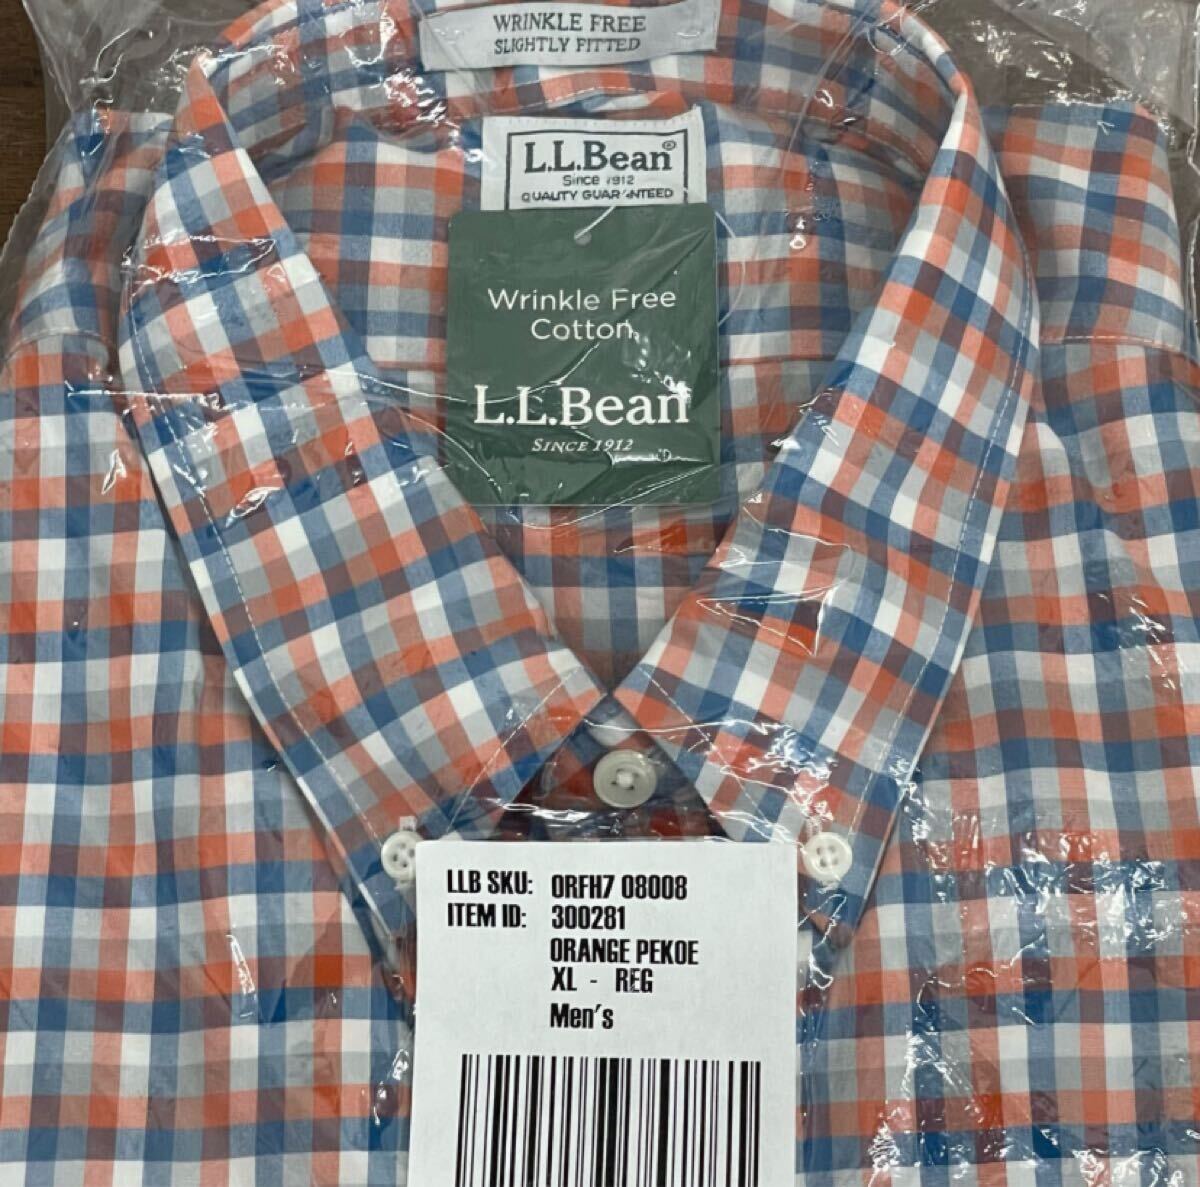 WRINKLE FREE
SLIGHTLY FITTED
L.L.Bean®
Since 1912
QUALITY GUARANTEED
Wrinkle Free
Cotton
L.L.Bean
SINCE 1912
LLB SKU: 0RFH7 08008
ITEM ID: 300281
ORANGE PEKOE
XL - REG
Men's